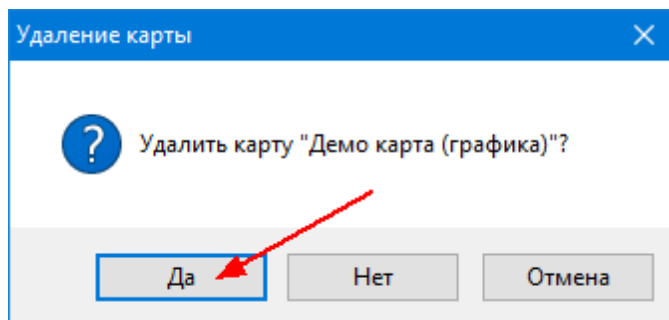 Удаление карты
Удалить карту "Демо карта (графика)"?
Да
Нет
Отмена